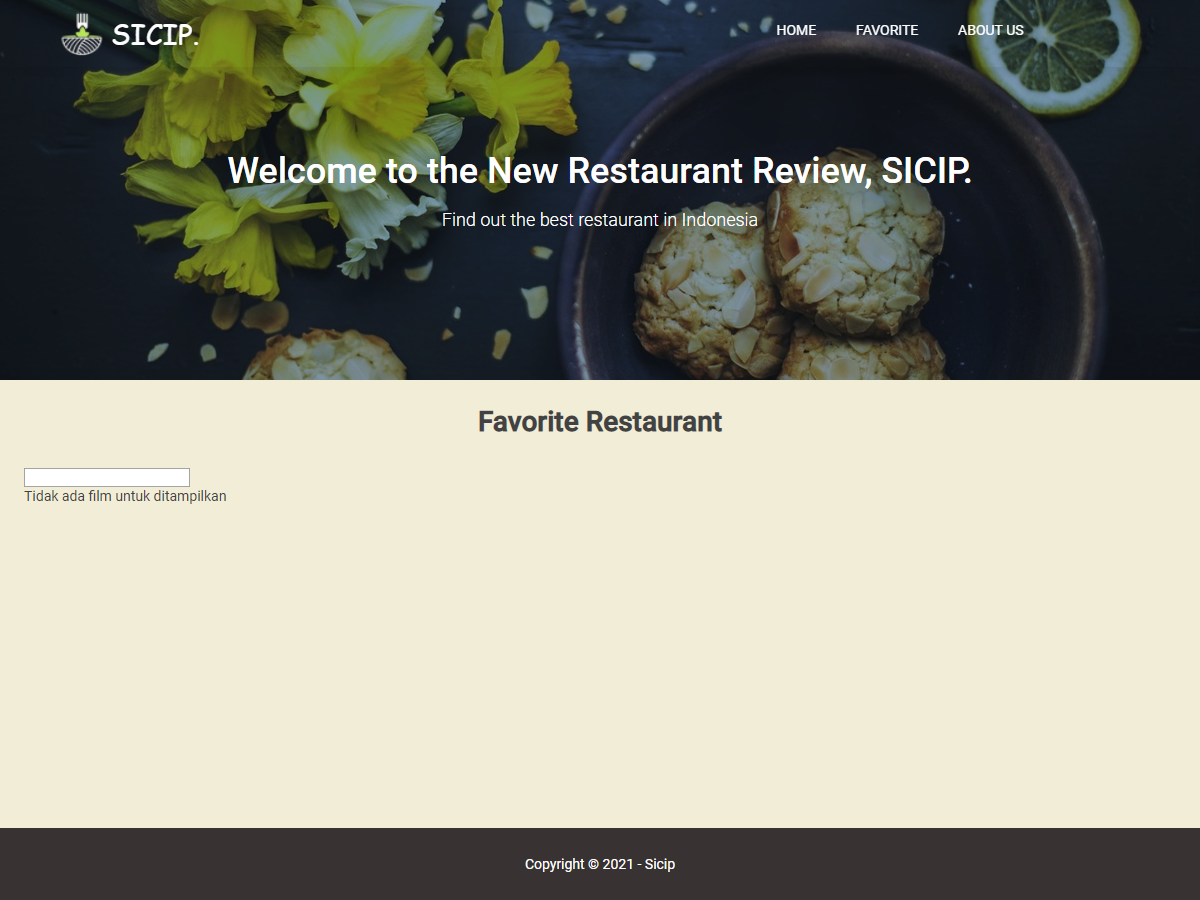 SICIP.
HOME FAVORITE ABOUT US
Welcome to the New Restaurant Review, SICIP.
Find out the best restaurant in Indonesia
Favorite Restaurant
Tidak ada film untuk ditampilkan
Copyright © 2021 - Sicip